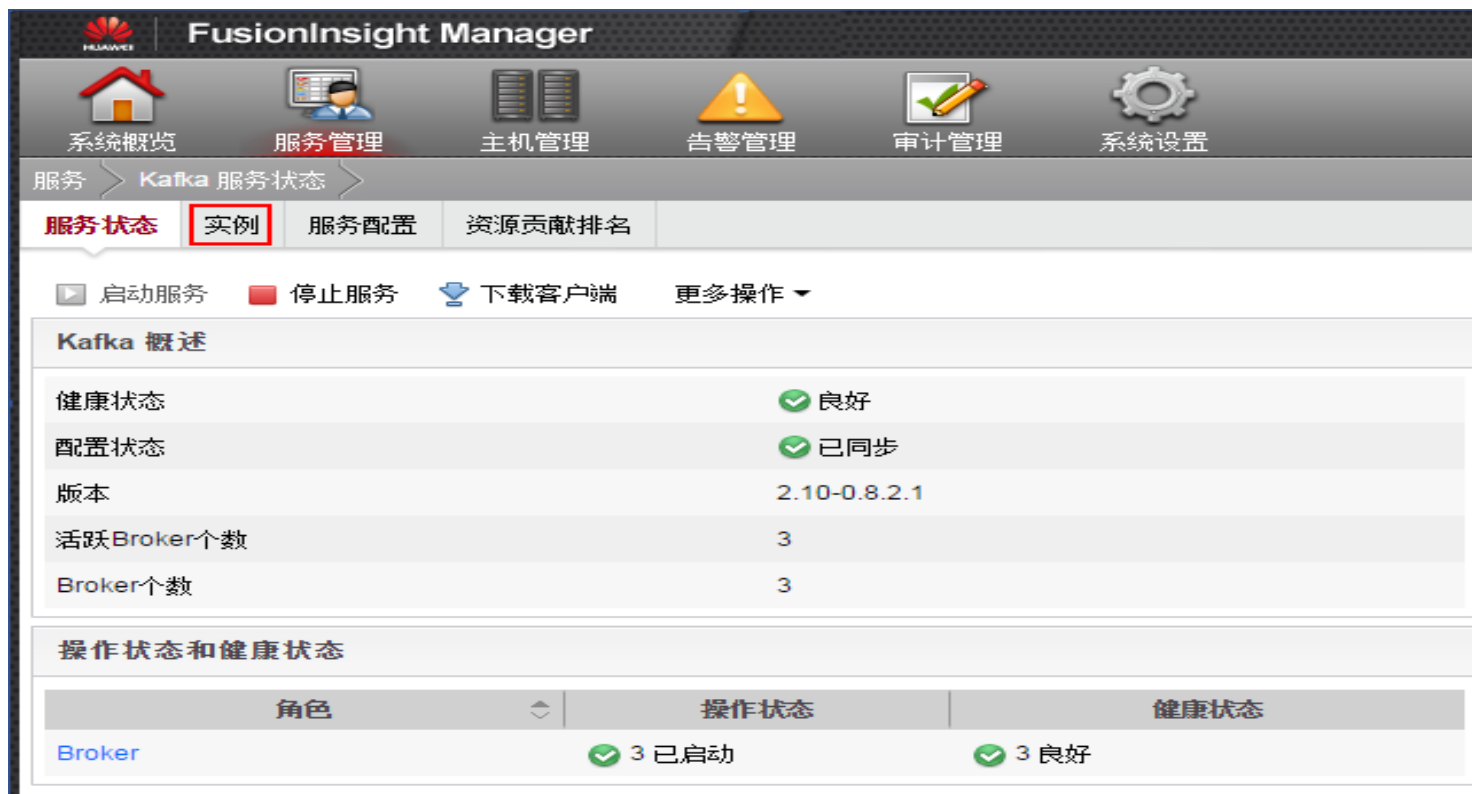 HUAWEI FusionInsight Manager
系统概览 服务管理 主机管理 告警管理 审计管理 系统设置
服务 Kafka 服务状态
服务状态 实例 服务配置 资源贡献排名
启动服务 停止服务 下载客户端 更多操作
Kafka 概述
健康状态 良好
配置状态 已同步
版本 2.10-0.8.2.1
活跃Broker个数 3
Broker个数 3
操作状态和健康状态
角色 操作状态 健康状态
Broker 3 已启动 3 良好